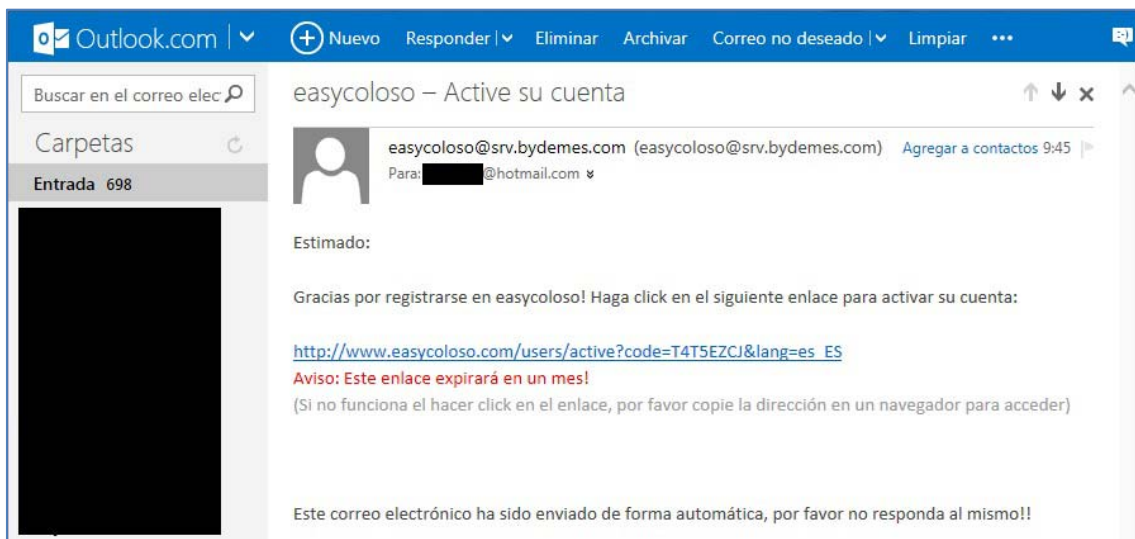 Outlook.com
Nuevo Responder Eliminar Archivar Correo no deseado Limpiar
Buscar en el correo elec
easycoloso – Active su cuenta
Carpetas
easycoloso@srv.bydemes.com (easycoloso@srv.bydemes.com) Agregar a contactos 9:45
Para: @hotmail.com
Entrada 698
Estimado:
Gracias por registrarse en easycoloso! Haga click en el siguiente enlace para activar su cuenta:
http://www.easycoloso.com/users/active?code=T4T5EZCJ&lang=es_ES
Aviso: Este enlace expirará en un mes!
(Si no funciona el hacer click en el enlace, por favor copie la dirección en un navegador para acceder)
Este correo electrónico ha sido enviado de forma automática, por favor no responda al mismo!!